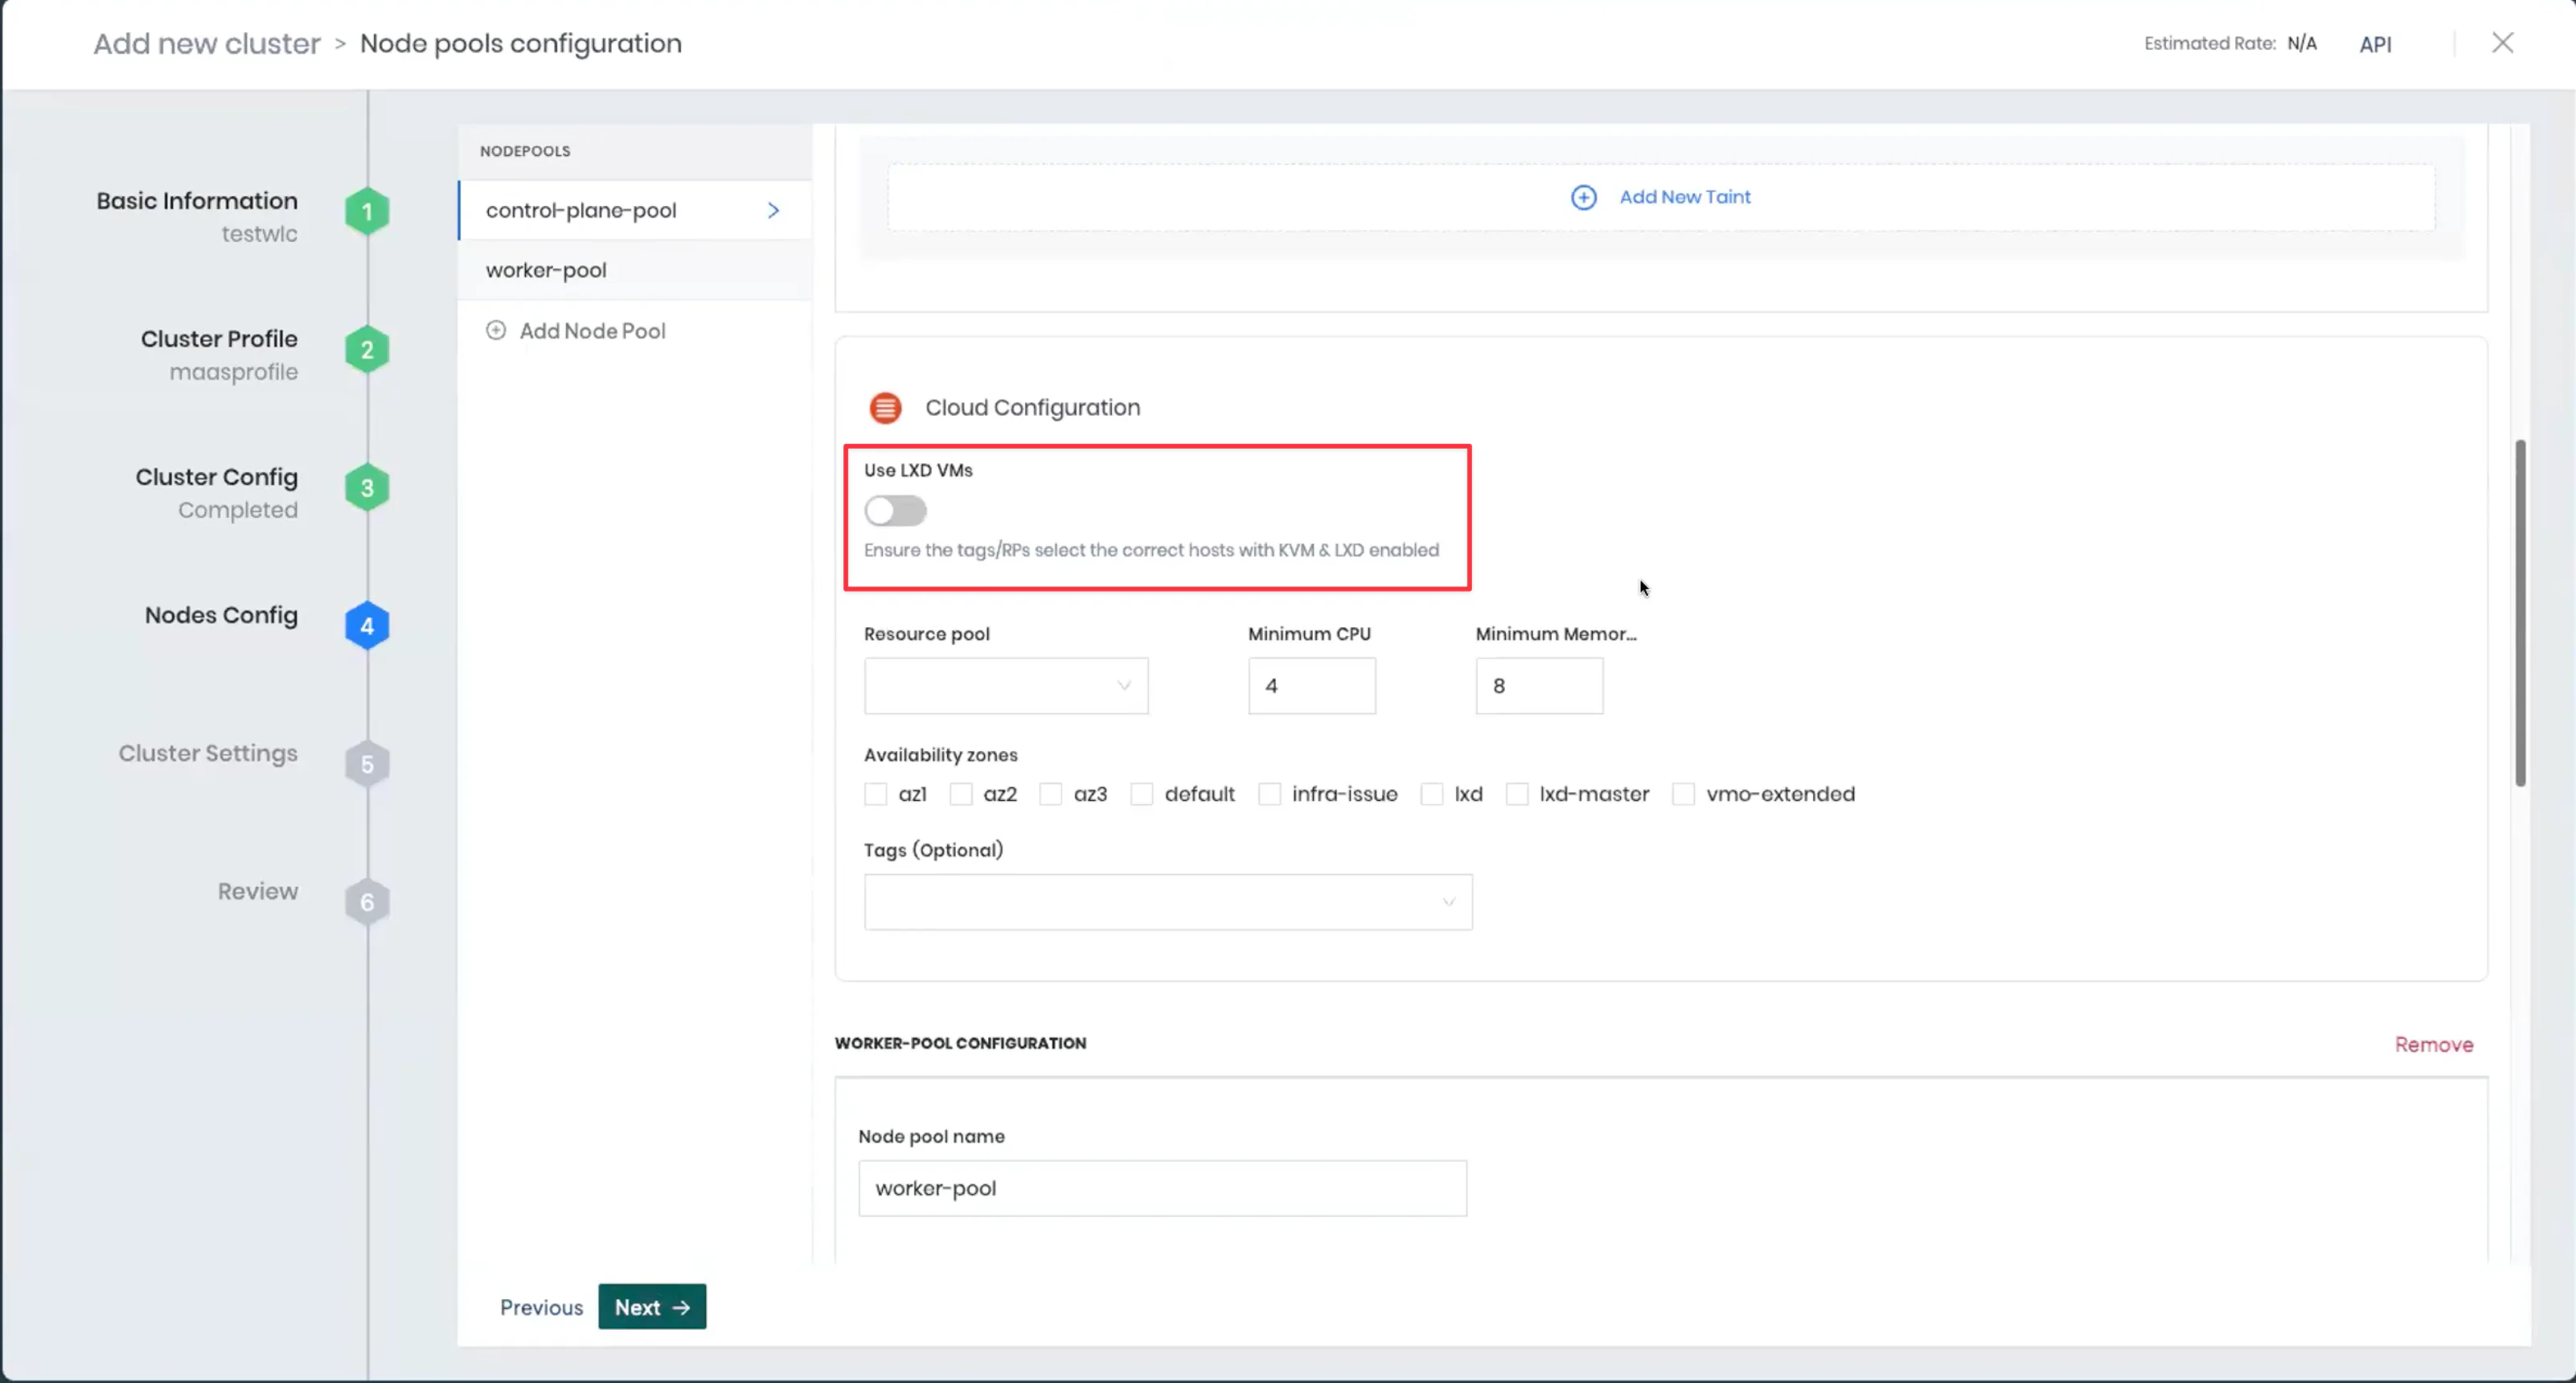 Add new cluster > Node pools configuration
Estimated Rate: N/A API
Basic Information
testwlc
1
Cluster Profile
maasprofile
2
Cluster Config
Completed
3
Nodes Config
4
Cluster Settings
5
Review
6
NODEPOOLS
control-plane-pool
worker-pool
Add Node Pool
Add New Taint
Cloud Configuration
Use LXD VMs
Ensure the tags/RPs select the correct hosts with KVM & LXD enabled
Resource pool Minimum CPU Minimum Memor...
4 8
Availability zones
az1 az2 az3 default infra-issue lxd lxd-master vmo-extended
Tags (Optional)
WORKER-POOL CONFIGURATION Remove
Node pool name
worker-pool
Previous Next →